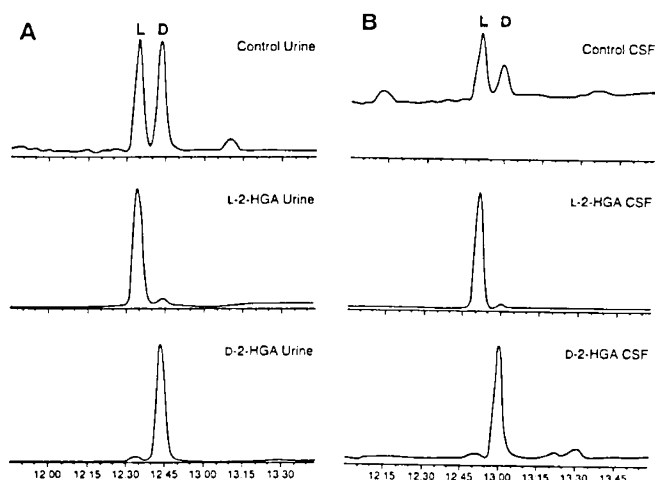 A
L D
Control Urine
L-2-HGA Urine
D-2-HGA Urine
12.00 12.15 12.30 12.45 13.00 13.15 13.30
B
L D
Control CSF
L-2-HGA CSF
D-2-HGA CSF
12.15 12.30 12.45 13.00 13.15 13.30 13.45